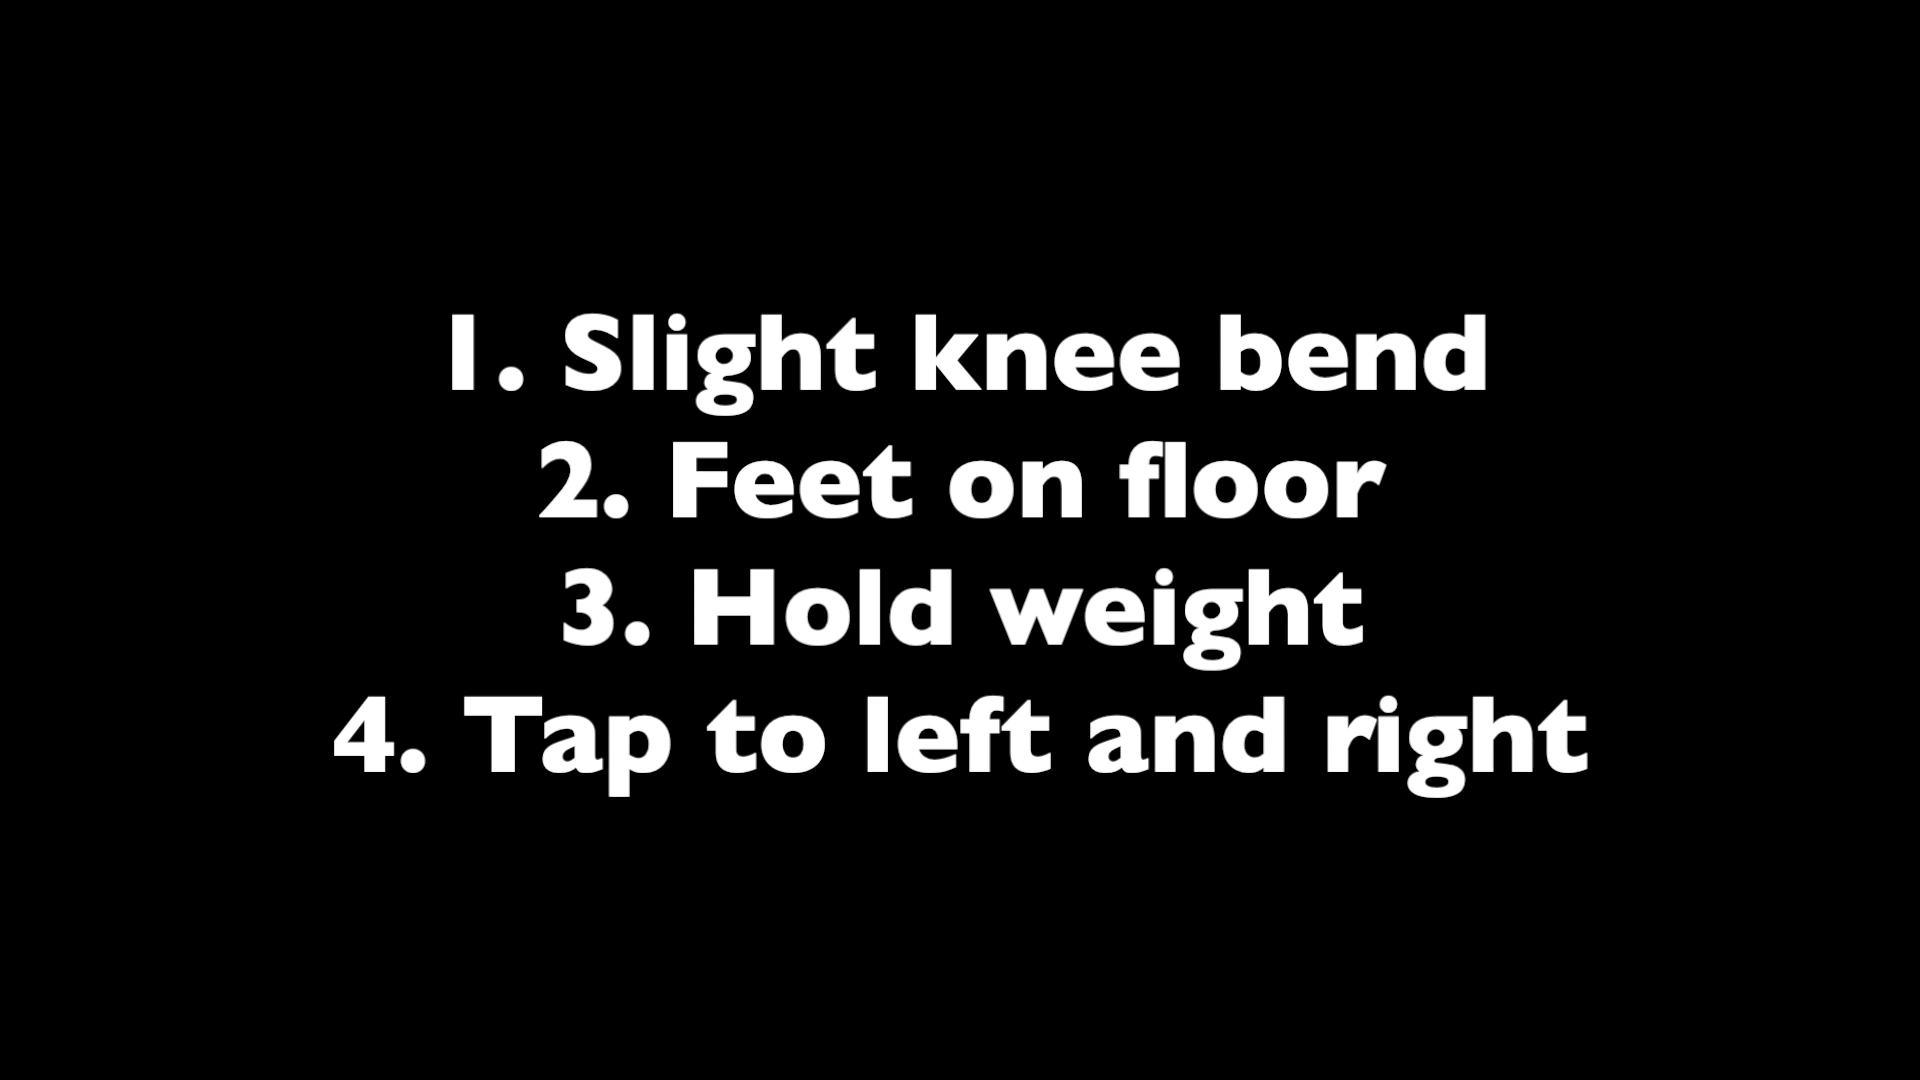 1. Slight knee bend
2. Feet on floor
3. Hold weight
4. Tap to left and right